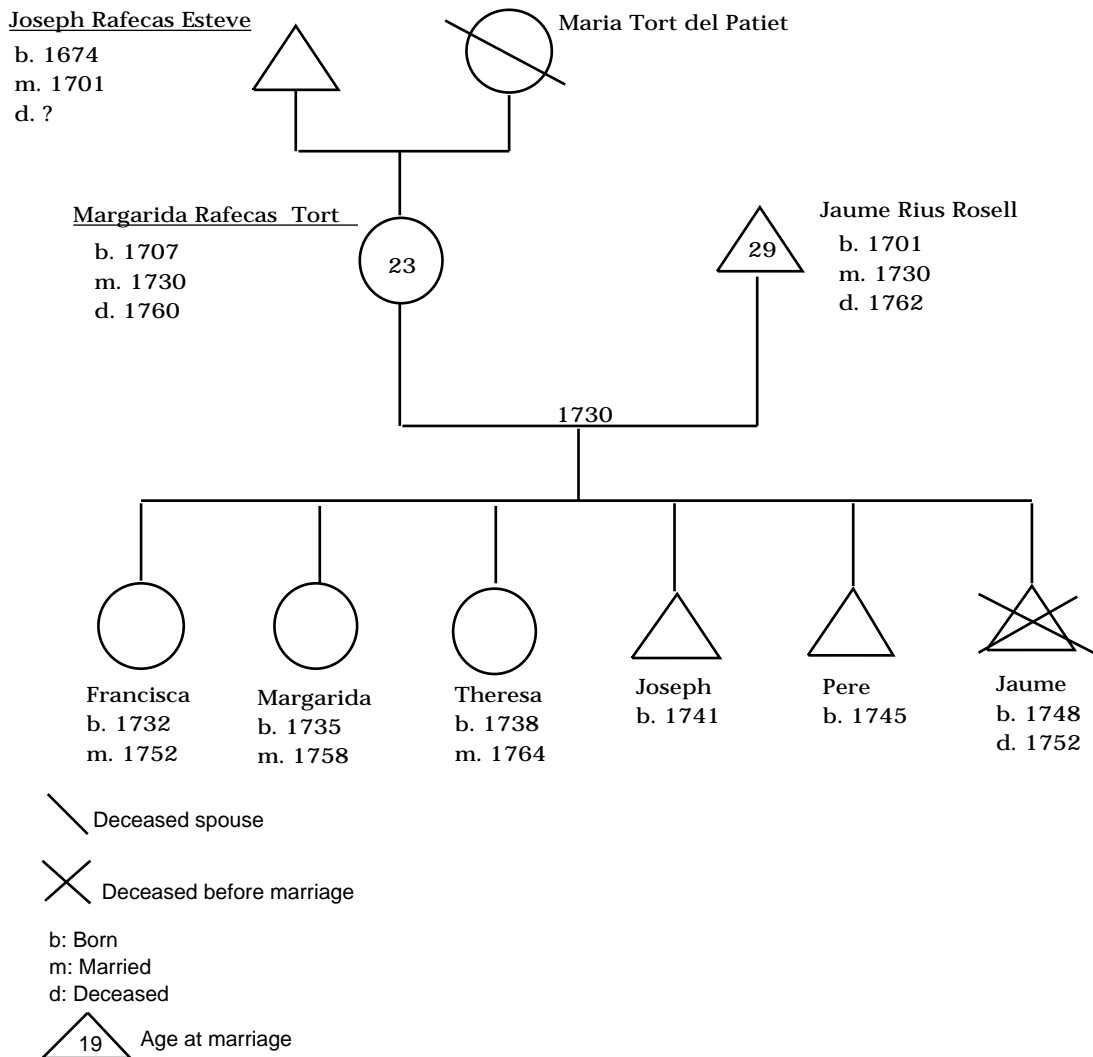 Joseph Rafecas Esteve
b. 1674
m. 1701
d. ?
Maria Tort del Patiet
Margarida Rafecas Tort
b. 1707
m. 1730
d. 1760
23
29
Jaume Rius Rosell
b. 1701
m. 1730
d. 1762
1730
Francisca
b. 1732
m. 1752
Margarida
b. 1735
m. 1758
Theresa
b. 1738
m. 1764
Joseph
b. 1741
Pere
b. 1745
Jaume
b. 1748
d. 1752
Deceased spouse
Deceased before marriage
b: Born
m: Married
d: Deceased
19 Age at marriage